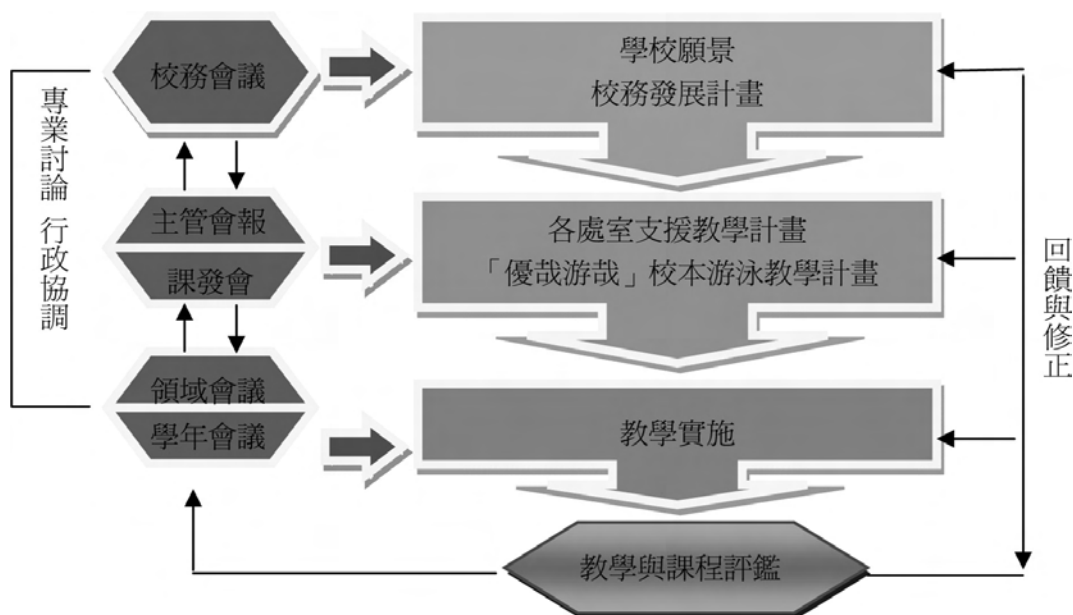 校務會議
學校願景
校務發展計畫
專業討論 行政協調
主管會報
課發會
各處室支援教學計畫
「優哉游哉」校本游泳教學計畫
回饋與修正
領域會議
學年會議
教學實施
教學與課程評鑑